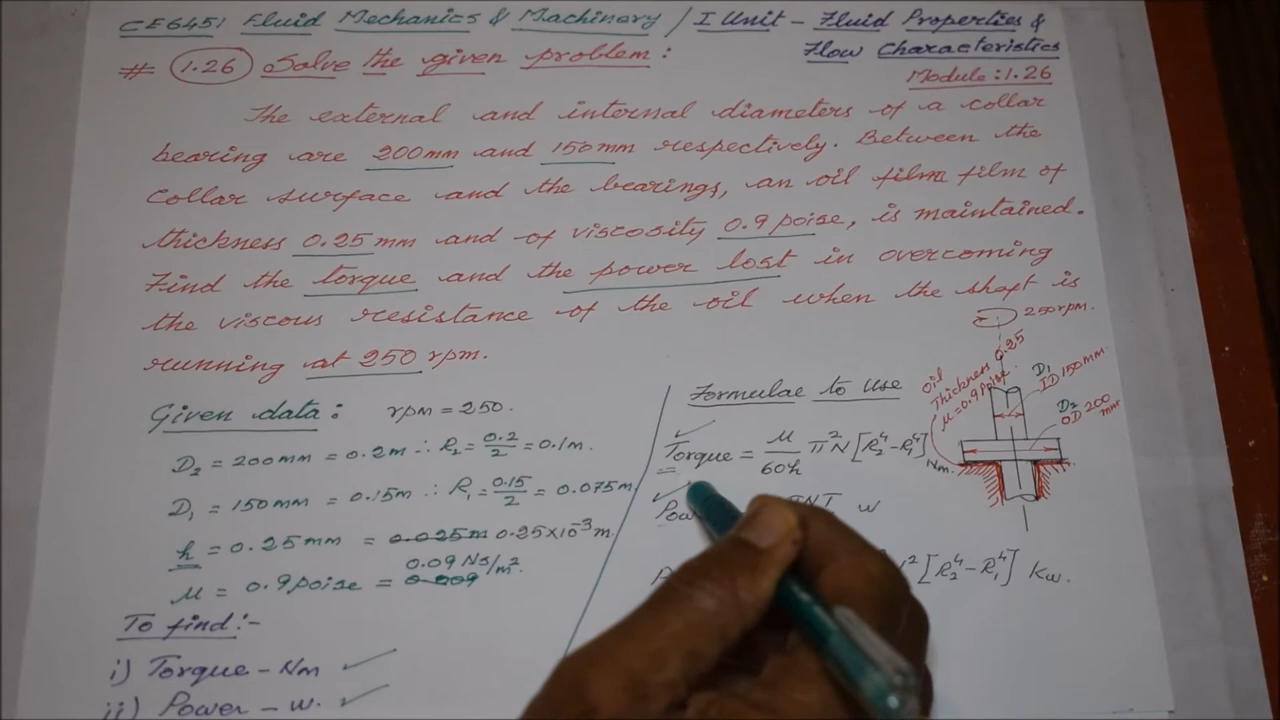 CE6451 Fluid Mechanics & Machinery / I Unit - Fluid Properties &
Flow Characteristics
# 1.26 Solve the given problem:
Module: 1.26
The external and internal diameters of a collar
bearing are 200mm and 150mm respectively. Between the
collar surface and the bearings, an oil film film of
thickness 0.25mm and of viscosity 0.9 poise, is maintained.
Find the torque and the power lost in overcoming
the viscous resistance of the oil when the shaft is
running at 250 rpm.
250 rpm.
Oil
Thickness 0.25
μ=0.9 poise
D₁
ID 150 mm
D₂
OD 200
mm
Given data: rpm = 250.
D₂ = 200mm = 0.2m ∴ R₂ = 0.2/2 = 0.1m.
D₁ = 150mm = 0.15m ∴ R₁ = 0.15/2 = 0.075m
h = 0.25mm = 0.025m 0.25×10⁻³m
μ = 0.9 poise = 0.009 0.09 Ns/m².
To find:-
i) Torque - Nm ✓
ii) Power - w. ✓
Formulae to Use
✓ Torque = μ/60h π²N [R₂⁴-R₁⁴] Nm.
w
[R₂⁴-R₁⁴] Kw.